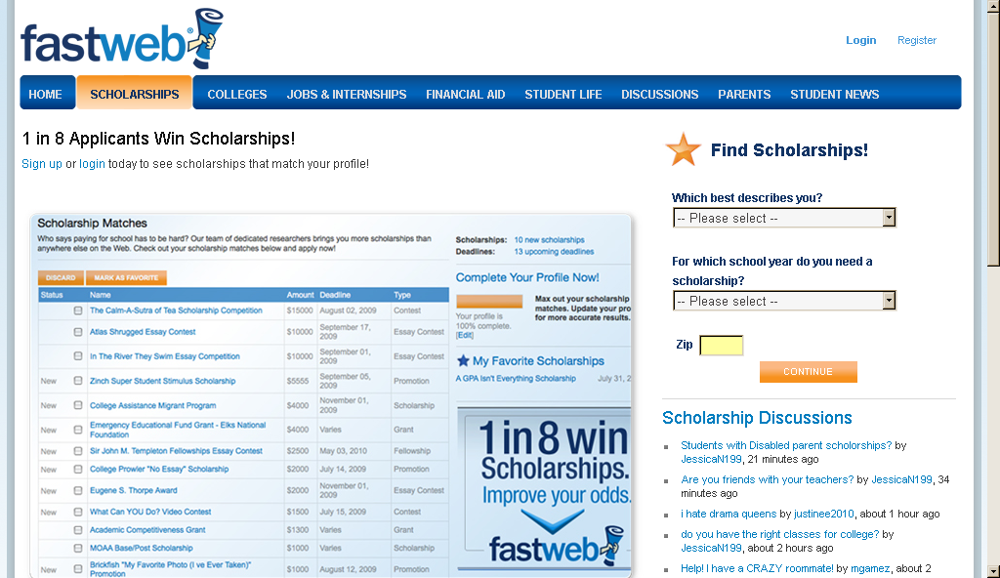 fastweb
Login Register
HOME SCHOLARSHIPS COLLEGES JOBS & INTERNSHIPS FINANCIAL AID STUDENT LIFE DISCUSSIONS PARENTS STUDENT NEWS
1 in 8 Applicants Win Scholarships!
Sign up or login today to see scholarships that match your profile!
Scholarship Matches
Who says paying for school has to be hard? Our team of dedicated researchers brings you more scholarships than
anywhere else on the Web. Check out your scholarship matches below and apply now!
DISCARD MARK AS FAVORITE
Status Name Amount Deadline Type
The Calm-A-Sutra of Tea Scholarship Competition $15000 August 02, 2009 Contest
Atlas Shrugged Essay Contest $10000 September 17, 2009 Essay Contest
In The River They Swim Essay Competition $10000 September 01, 2009 Essay Contest
New Zinch Super Student Stimulus Scholarship $5555 September 05, 2009 Promotion
New College Assistance Migrant Program $4000 November 01, 2009 Scholarship
New Emergency Educational Fund Grant - Elks National Foundation $4000 Varies Grant
New Sir John M. Templeton Fellowships Essay Contest $2500 May 03, 2010 Fellowship
New College Prowler "No Essay" Scholarship $2000 July 14, 2009 Promotion
New Eugene S. Thorpe Award $2000 November 01, 2009 Essay Contest
New What Can YOU Do? Video Contest $1500 July 15, 2009 Contest
Academic Competitiveness Grant $1300 Varies Grant
MOAA Base/Post Scholarship $1000 Varies Scholarship
New Brickfish "My Favorite Photo (I ve Ever Taken)" Promotion $1000 August 12, 2009 Promotion
Scholarships: 10 new scholarships
Deadlines: 13 upcoming deadlines
Complete Your Profile Now!
Your profile is
100% complete.
[Edit]
Max out your scholarship
matches. Update your pro
for more accurate results.
My Favorite Scholarships
A GPA Isn't Everything Scholarship July 31, 2
1 in 8 win
Scholarships.
Improve your odds.
fastweb
Find Scholarships!
Which best describes you?
-- Please select --
For which school year do you need a
scholarship?
-- Please select --
Zip
CONTINUE
Scholarship Discussions
Students with Disabled parent scholorships? by
JessicaN199, 21 minutes ago
Are you friends with your teachers? by JessicaN199, 34
minutes ago
i hate drama queens by justinee2010, about 1 hour ago
do you have the right classes for college? by
JessicaN199, about 2 hours ago
Help! I have a CRAZY roommate! by mgamez, about 2